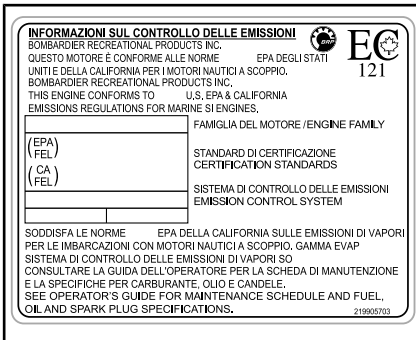 INFORMAZIONI SUL CONTROLLO DELLE EMISSIONI
BOMBARDIER RECREATIONAL PRODUCTS INC.
QUESTO MOTORE È CONFORME ALLE NORME EPA DEGLI STATI
UNITI E DELLA CALIFORNIA PER I MOTORI NAUTICI A SCOPPIO.
BOMBARDIER RECREATIONAL PRODUCTS INC.
THIS ENGINE CONFORMS TO U,S, EPA & CALIFORNIA
EMISSIONS REGULATIONS FOR MARINE SI ENGINES,
brp
EC
121
FAMIGLIA DEL MOTORE / ENGINE FAMILY
(EPA FEL)
STANDARD DI CERTIFICAZIONE
CERTIFICATION STANDARDS
(CA FEL)
SISTEMA DI CONTROLLO DELLE EMISSIONI
EMISSION CONTROL SYSTEM
SODDISFA LE NORME EPA DELLA CALIFORNIA SULLE EMISSIONI DI VAPORI
PER LE IMBARCAZIONI CON MOTORI NAUTICI A SCOPPIO. GAMMA EVAP
SISTEMA DI CONTROLLO DELLE EMISSIONI DI VAPORI SO
CONSULTARE LA GUIDA DELL'OPERATORE PER LA SCHEDA DI MANUTENZIONE
E LA SPECIFICHE PER CARBURANTE, OLIO E CANDELE.
SEE OPERATOR'S GUIDE FOR MAINTENANCE SCHEDULE AND FUEL,
OIL AND SPARK PLUG SPECIFICATIONS.
219905703